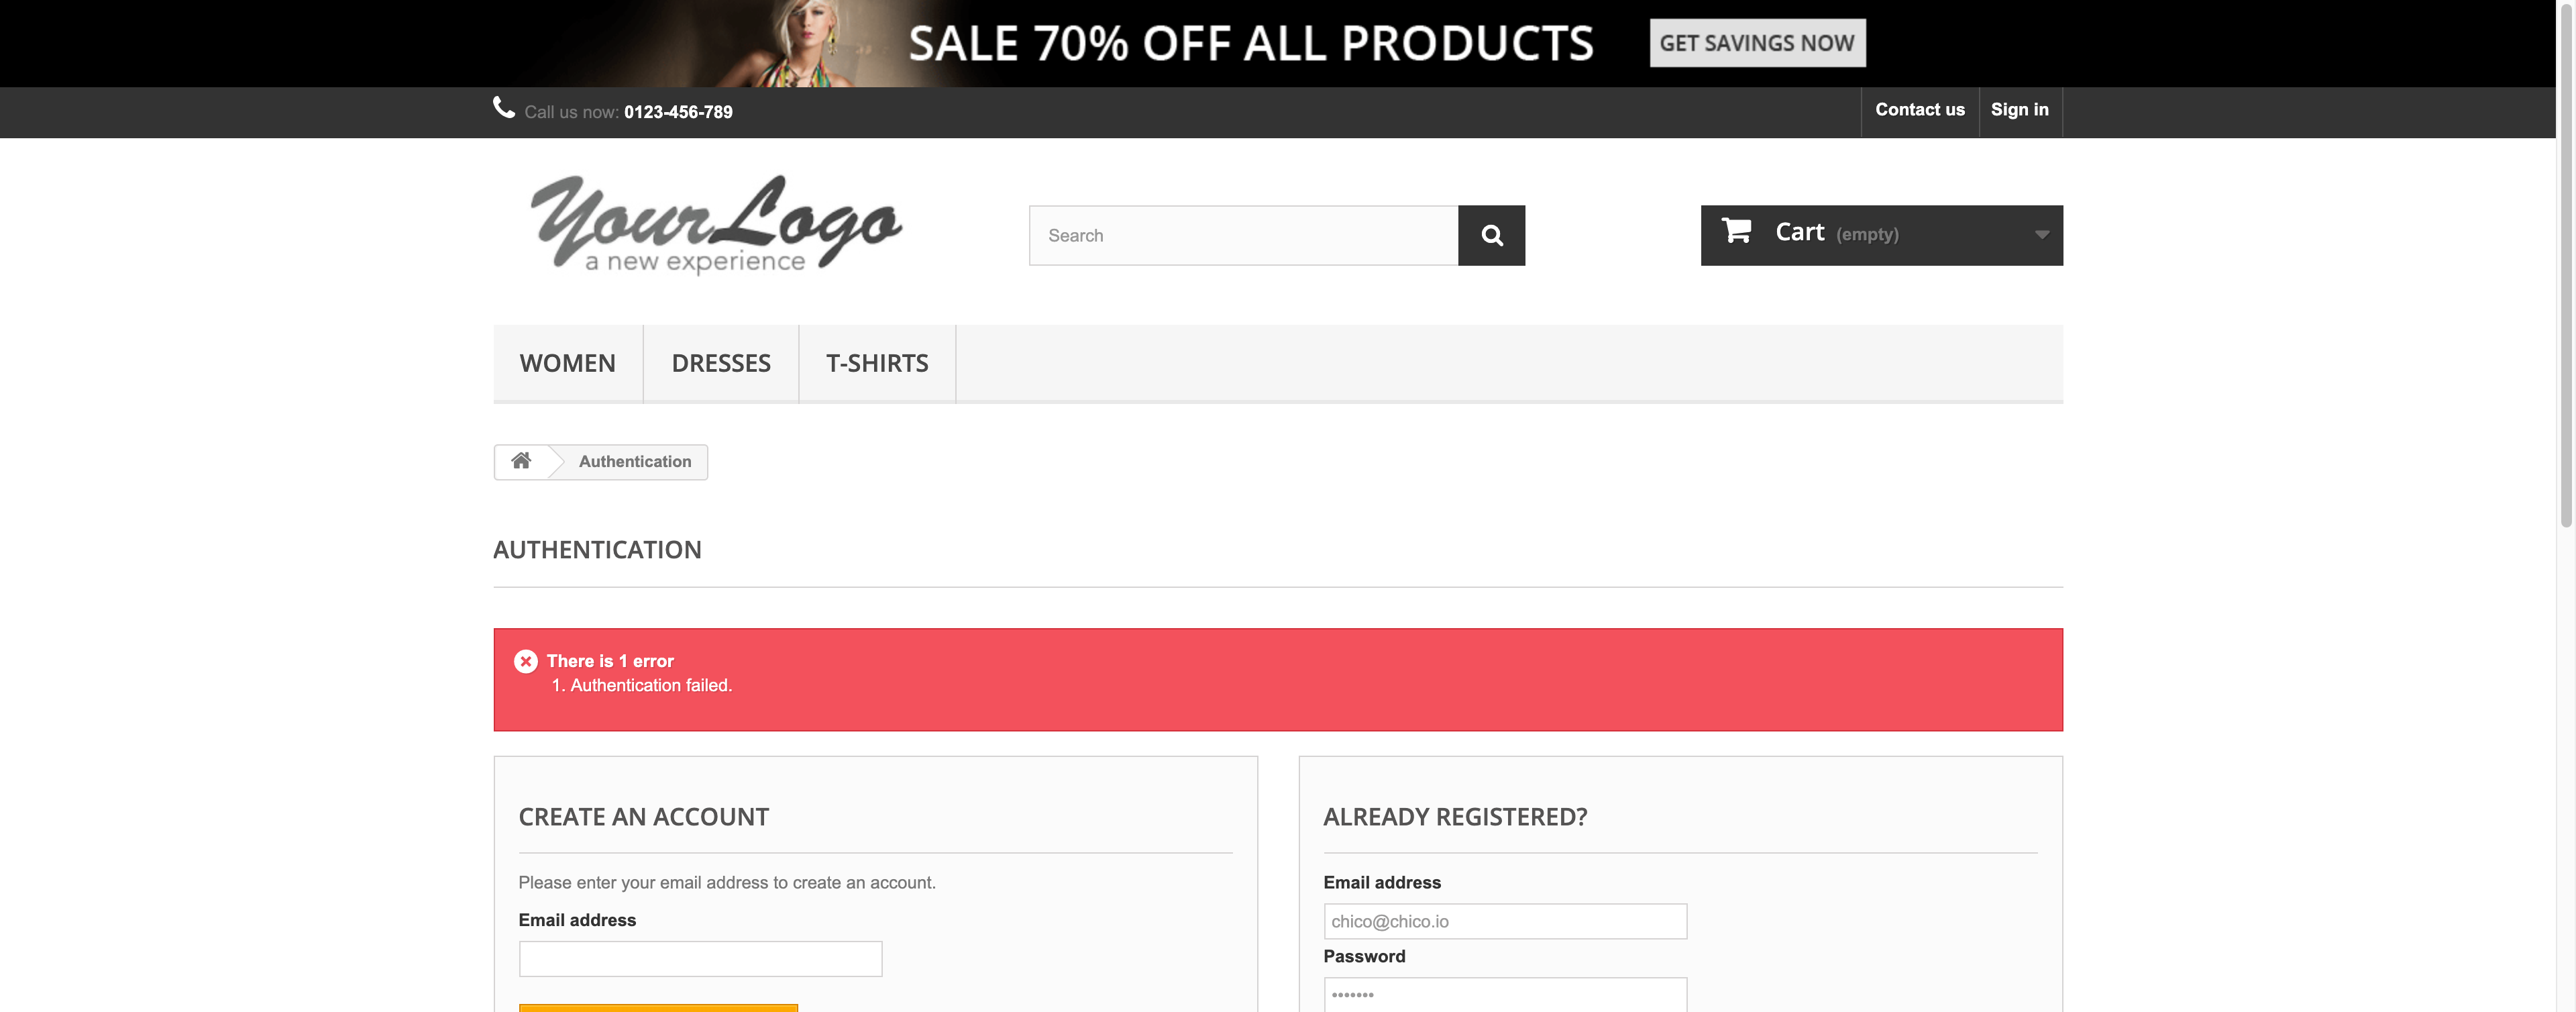 SALE 70% OFF ALL PRODUCTS GET SAVINGS NOW
Call us now: 0123-456-789 Contact us Sign in
YourLogo
a new experience
Search
Cart (empty)
WOMEN DRESSES T-SHIRTS
Authentication
AUTHENTICATION
There is 1 error
1. Authentication failed.
CREATE AN ACCOUNT
Please enter your email address to create an account.
Email address
ALREADY REGISTERED?
Email address
chico@chico.io
Password
•••••••